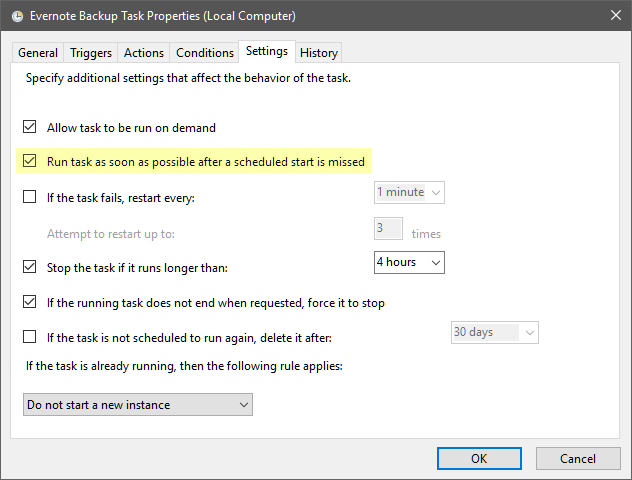 Evernote Backup Task Properties (Local Computer)
General Triggers Actions Conditions Settings History
Specify additional settings that affect the behavior of the task.
Allow task to be run on demand
Run task as soon as possible after a scheduled start is missed
If the task fails, restart every: 1 minute
Attempt to restart up to: 3 times
Stop the task if it runs longer than: 4 hours
If the running task does not end when requested, force it to stop
If the task is not scheduled to run again, delete it after: 30 days
If the task is already running, then the following rule applies:
Do not start a new instance
OK Cancel